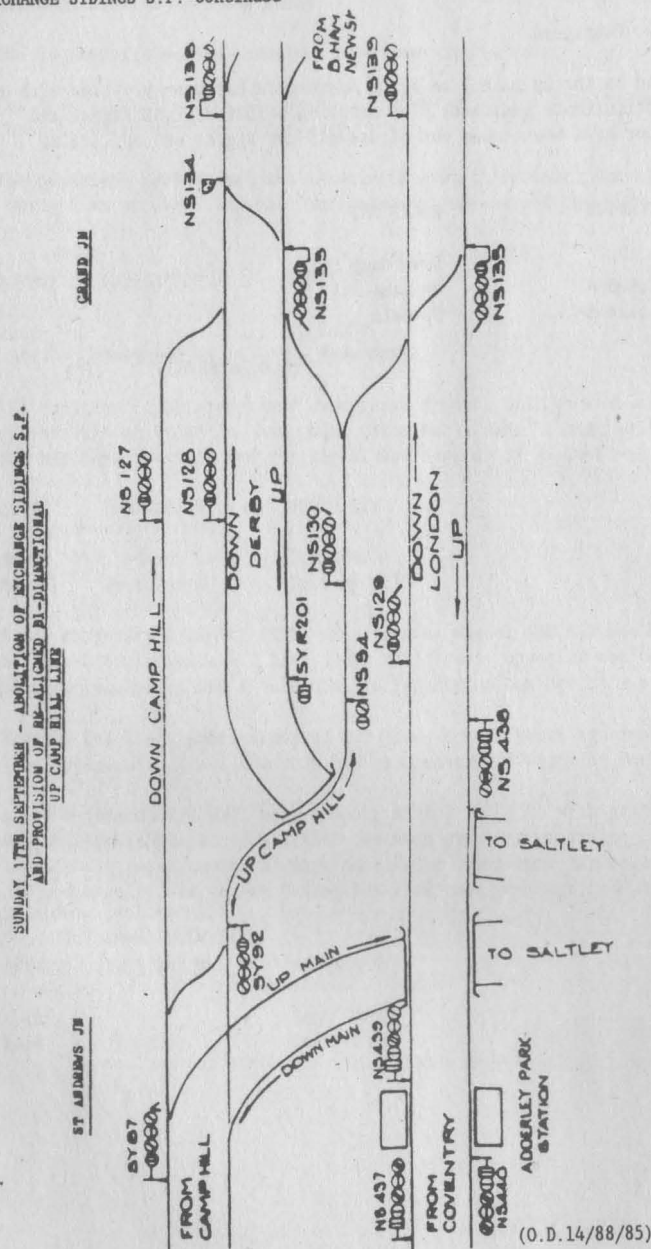 SUNDAY 17TH SEPTEMBER - ABOLITION OF EXCHANGE SIDINGS S.F.
AND PROVISION OF RE-ALIGNED BI-DIRECTIONAL
UP CAMP HILL LINE
ST ANDREWS JN
GRAND JN
SY87
FROM
CAMP HILL
DOWN CAMP HILL
NS127
NS128
NS134
NS138
FROM
B'HAM
NEW ST
DOWN
DERBY
UP
UP CAMP HILL
SY92
SYR201
NS94
NS130
NS135
NS139
UP MAIN
DOWN MAIN
NS439
NS129
DOWN
LONDON
UP
NS437
FROM
COVENTRY
NS440
ADDERLEY PARK
STATION
TO SALTLEY
TO SALTLEY
NS 438
NS135
(O.D.14/88/85)